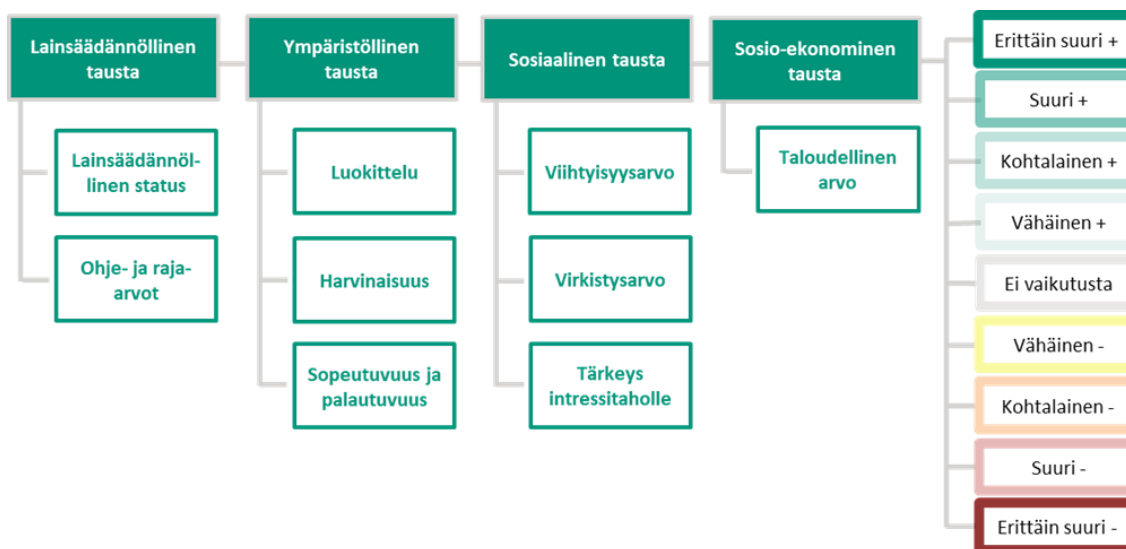 Lainsäädännöllinen
tausta
Lainsäädännöl-
linen status
Ohje- ja raja-
arvot
Ympäristöllinen
tausta
Luokittelu
Harvinaisuus
Sopeutuvuus ja
palautuvuus
Sosiaalinen tausta
Viihtyisyysarvo
Virkistysarvo
Tärkeys
intressitaholle
Sosio-ekonominen
tausta
Taloudellinen
arvo
Erittäin suuri +
Suuri +
Kohtalainen +
Vähäinen +
Ei vaikutusta
Vähäinen -
Kohtalainen -
Suuri -
Erittäin suuri -